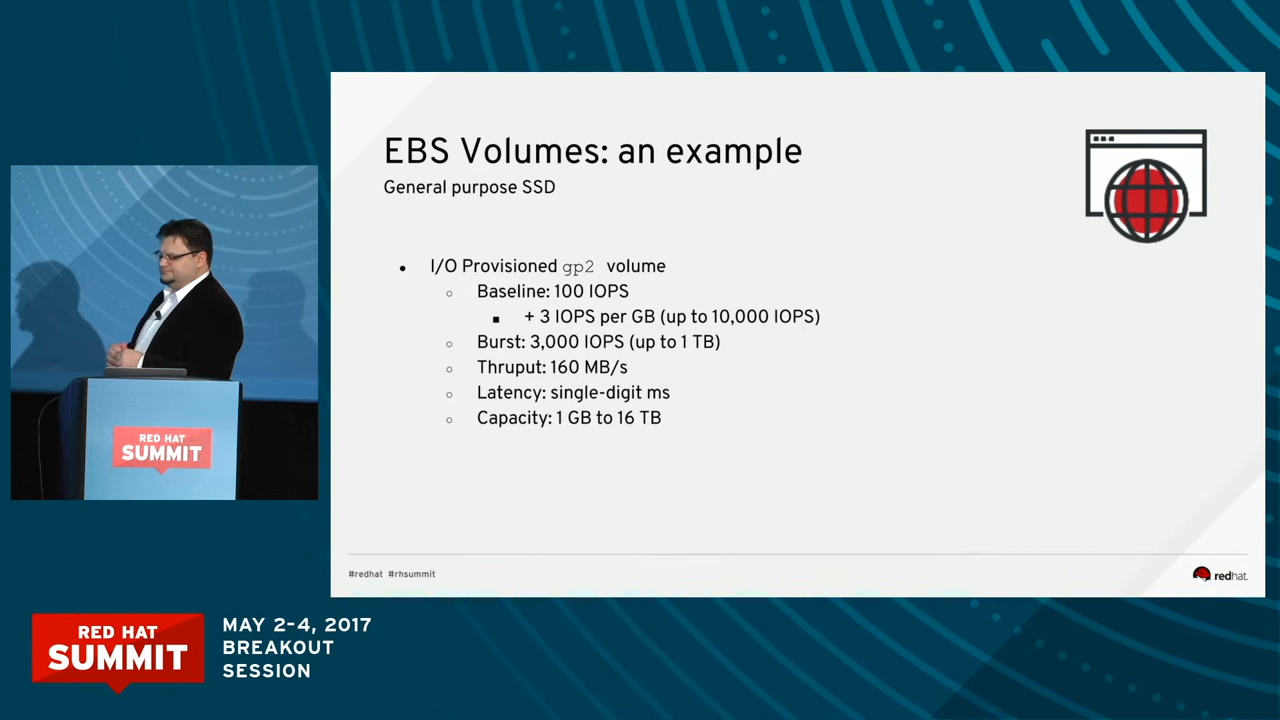 EBS Volumes: an example
General purpose SSD
• I/O Provisioned gp2 volume
○ Baseline: 100 IOPS
■ + 3 IOPS per GB (up to 10,000 IOPS)
○ Burst: 3,000 IOPS (up to 1 TB)
○ Thruput: 160 MB/s
○ Latency: single-digit ms
○ Capacity: 1 GB to 16 TB
#redhat #rhsummit
redhat.
RED HAT
SUMMIT
RED HAT
SUMMIT
MAY 2-4, 2017
BREAKOUT
SESSION